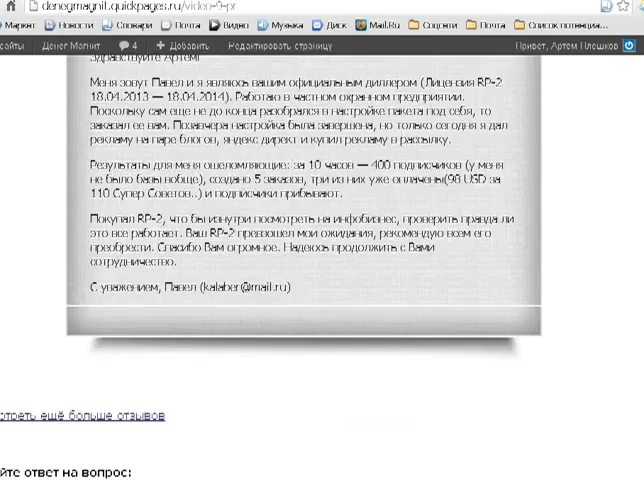 denegmagnit.quickpages.ru/video-9-pr
Маркет Новости Словари Почта Видео Музыка Диск Mail.Ru Соцсети Почта Список потенциа...
сайты Денег Магнит 4 Добавить Редактировать страницу Привет, Артем Плешков
Здравствуйте Артем!
Меня зовут Павел и я являюсь вашим официальным диллером (Лицензия RP-2
18.04.2013 — 18.04.2014). Работаю в частном охранном предприятии.
Поскольку сам еще не до конца разобрался в настройке пакета под себя, то
заказал ее вам. Позавчера настройка была завершена, но только сегодня я дал
рекламу на паре блогов, яндекс директ и купил рекламу в рассылку.
Результаты для меня ошеломляющие: за 10 часов — 400 подписчиков (у меня
не было базы вобще), создано 5 заказов, три из них уже оплачены(98 USD за
110 Супер Советов..) и подписчики прибывают.
Покупал RP-2, что бы изнутри посмотреть на инфобизнес, проверить правда ли
это все работает. Ваш RP-2 превзошел мои ожидания, рекомендую всем его
преобрести. Спасибо Вам огромное. Надеюсь продолжить с Вами
сотрудничество.
С уважением, Павел (kalaber@mail.ru)
отреть ещё больше отзывов
йте ответ на вопрос: